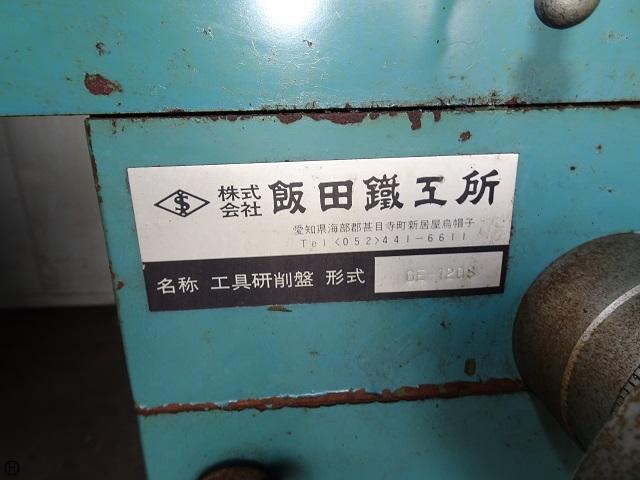 株式会社 飯田鐵工所
愛知県海部郡甚目寺町新居屋烏帽子
Tel <052> 441-6611
名称 工具研削盤 形式